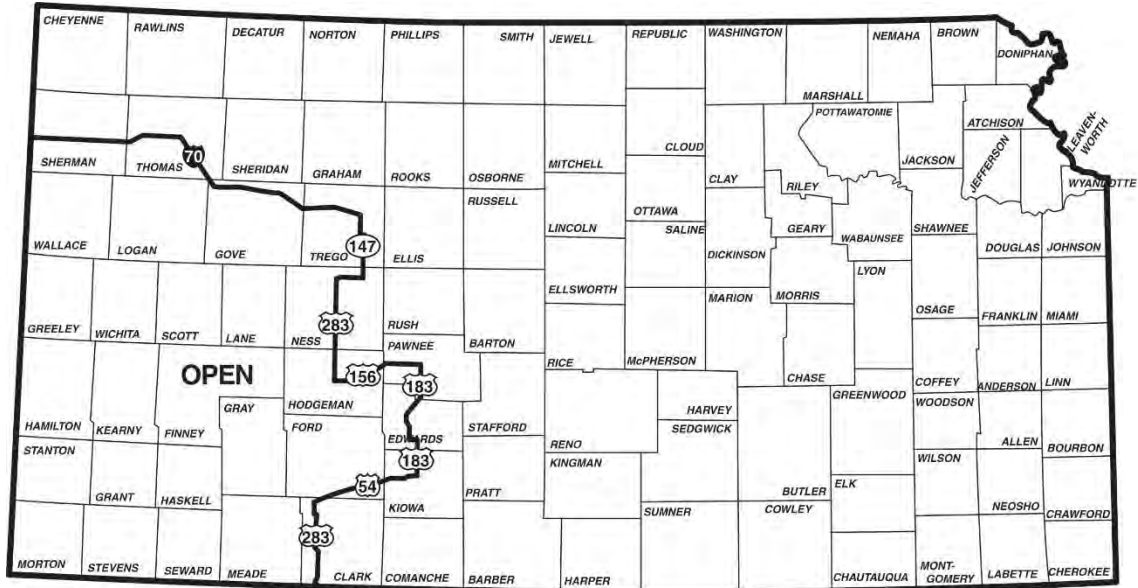 CHEYENNE
RAWLINS
DECATUR
NORTON
PHILLIPS
SMITH
JEWELL
REPUBLIC
WASHINGTON
MARSHALL
NEMAHA
BROWN
DONIPHAN
SHERMAN
THOMAS
70
SHERIDAN
GRAHAM
ROOKS
OSBORNE
MITCHELL
CLOUD
CLAY
RILEY
POTTAWATOMIE
JACKSON
ATCHISON
JEFFERSON
LEAVEN-
WORTH
WYANDOTTE
WALLACE
LOGAN
GOVE
TREGO
147
ELLIS
RUSSELL
LINCOLN
OTTAWA
SALINE
DICKINSON
GEARY
WABAUNSEE
SHAWNEE
DOUGLAS
JOHNSON
GREELEY
WICHITA
SCOTT
LANE
NESS
283
RUSH
BARTON
ELLSWORTH
RICE
McPHERSON
MARION
MORRIS
CHASE
LYON
OSAGE
FRANKLIN
MIAMI
OPEN
156
PAWNEE
183
HAMILTON
KEARNY
FINNEY
GRAY
HODGEMAN
FORD
EDWARDS
STAFFORD
RENO
HARVEY
SEDGWICK
BUTLER
GREENWOOD
COFFEY
ANDERSON
LINN
WOODSON
ALLEN
BOURBON
STANTON
GRANT
HASKELL
54
183
KIOWA
PRATT
KINGMAN
ELK
WILSON
NEOSHO
CRAWFORD
MORTON
STEVENS
SEWARD
MEADE
283
CLARK
COMANCHE
BARBER
HARPER
SUMNER
COWLEY
CHAUTAUQUA
MONT-
GOMERY
LABETTE
CHEROKEE